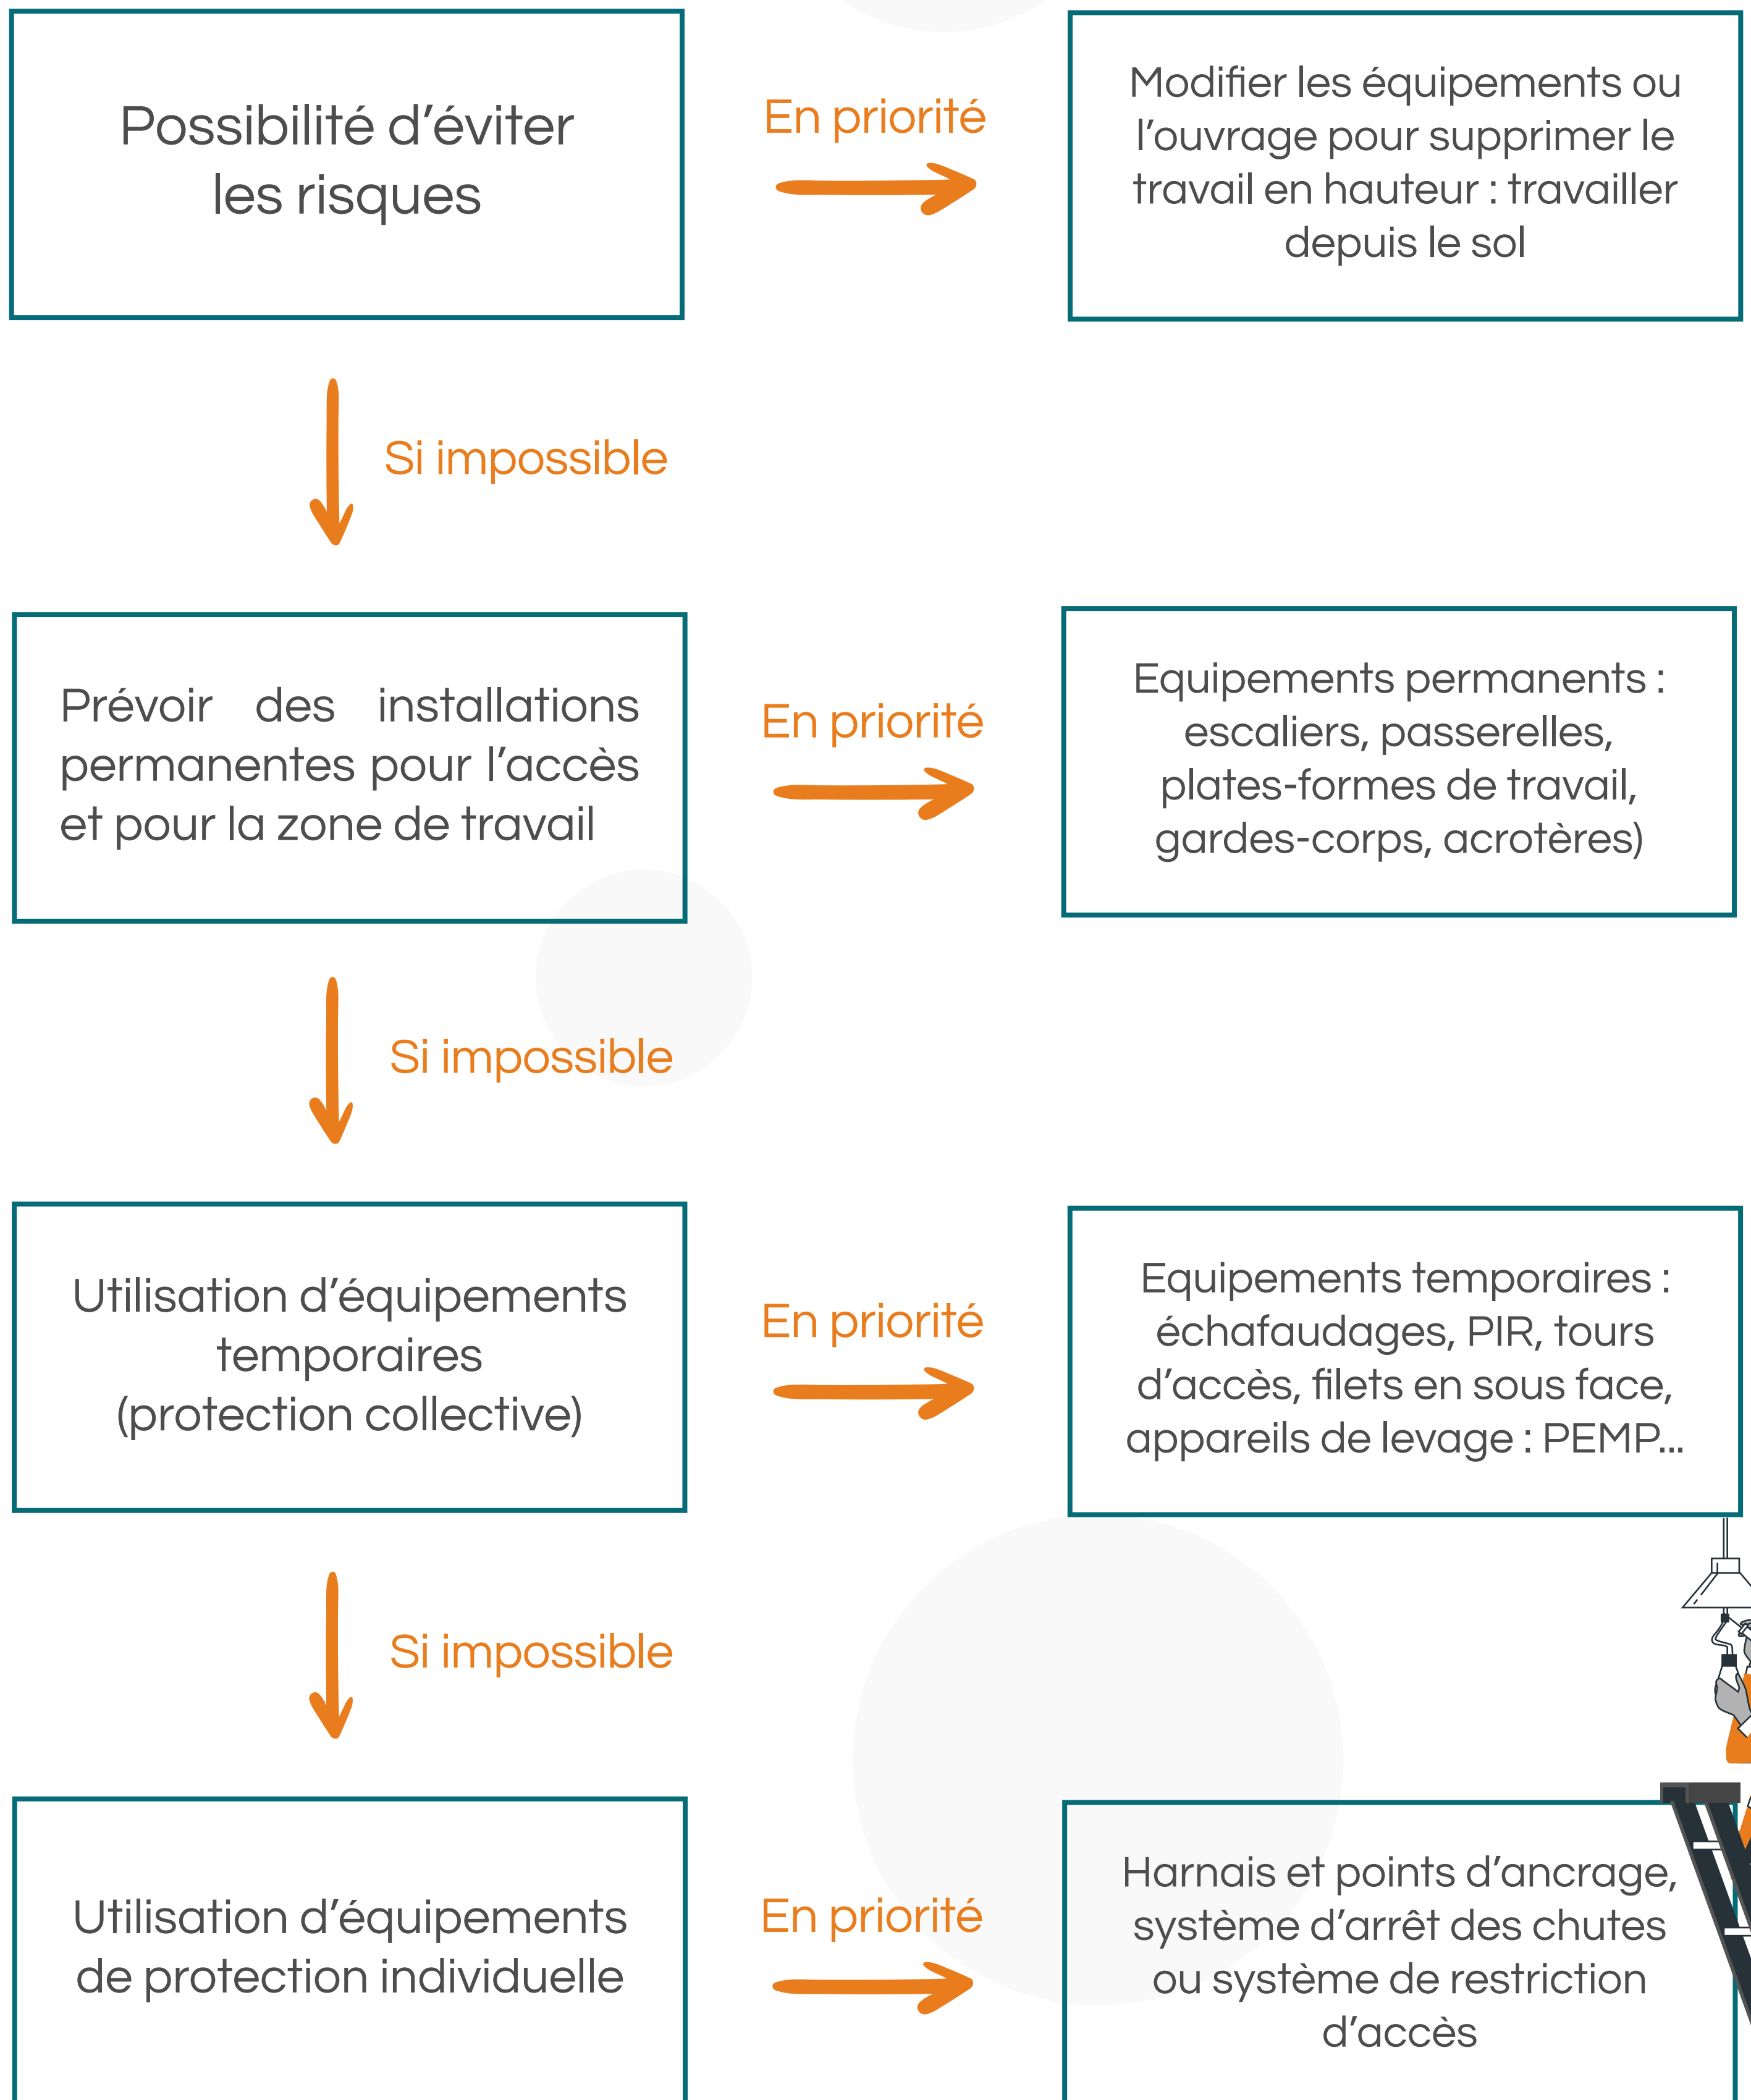 Possibilité d’éviter
les risques
En priorité
Modifier les équipements ou
l’ouvrage pour supprimer le
travail en hauteur : travailler
depuis le sol
Si impossible
Prévoir des installations
permanentes pour l’accès
et pour la zone de travail
En priorité
Equipements permanents :
escaliers, passerelles,
plates-formes de travail,
gardes-corps, acrotères)
Si impossible
Utilisation d’équipements
temporaires
(protection collective)
En priorité
Equipements temporaires :
échafaudages, PIR, tours
d’accès, filets en sous face,
appareils de levage : PEMP...
Si impossible
Utilisation d’équipements
de protection individuelle
En priorité
Harnais et points d’ancrage,
système d’arrêt des chutes
ou système de restriction
d’accès